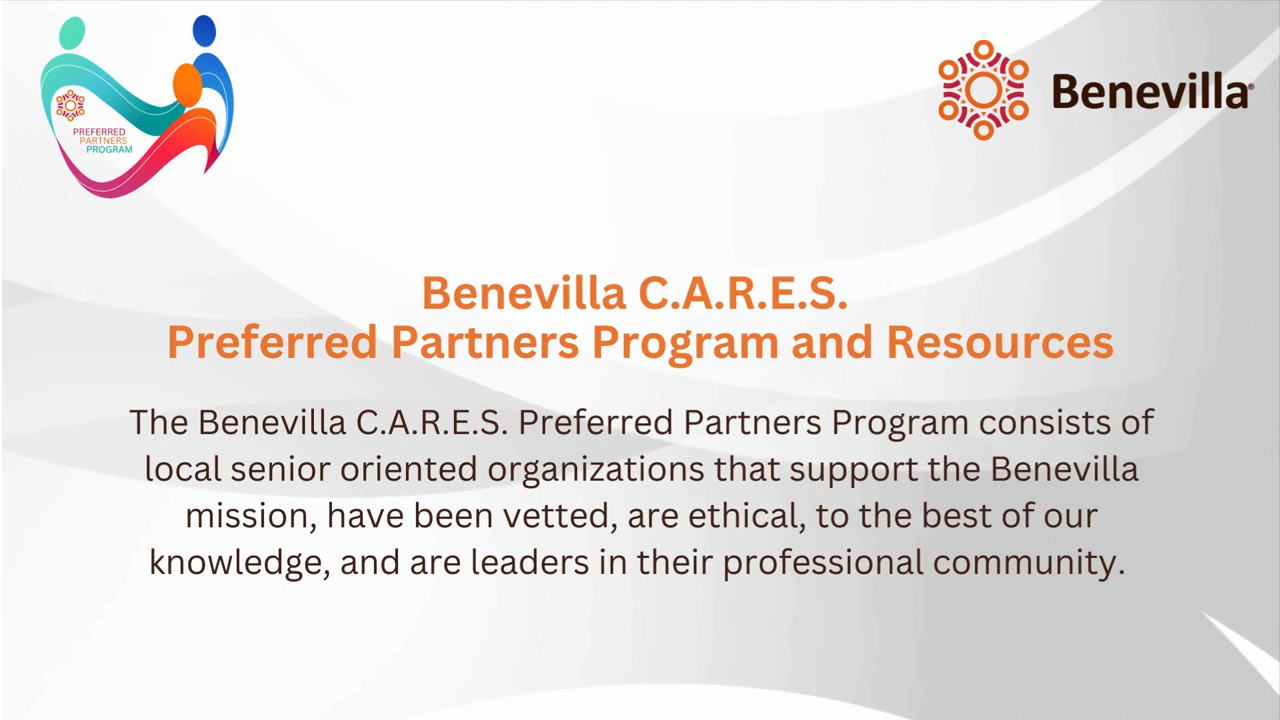 PREFERRED
PARTNERS
PROGRAM
Benevilla®
Benevilla C.A.R.E.S.
Preferred Partners Program and Resources
The Benevilla C.A.R.E.S. Preferred Partners Program consists of
local senior oriented organizations that support the Benevilla
mission, have been vetted, are ethical, to the best of our
knowledge, and are leaders in their professional community.